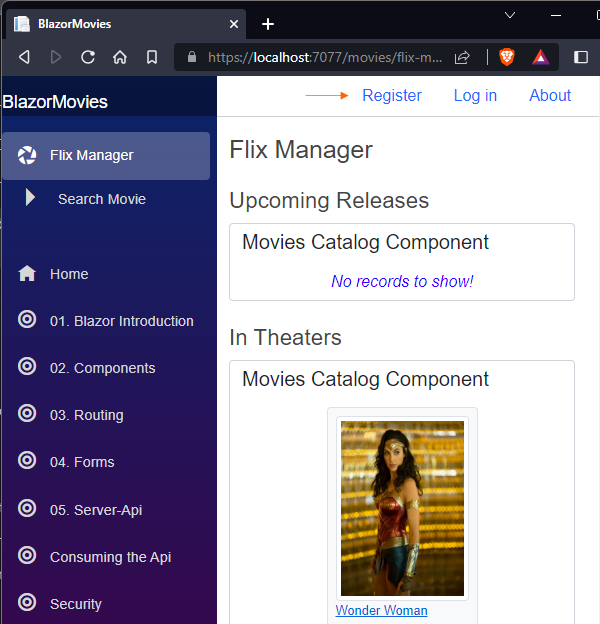 BlazorMovies
https://localhost:7077/movies/flix-m...
BlazorMovies
Register Log in About
Flix Manager
Search Movie
Home
01. Blazor Introduction
02. Components
03. Routing
04. Forms
05. Server-Api
Consuming the Api
Security
Flix Manager
Upcoming Releases
Movies Catalog Component
No records to show!
In Theaters
Movies Catalog Component
Wonder Woman